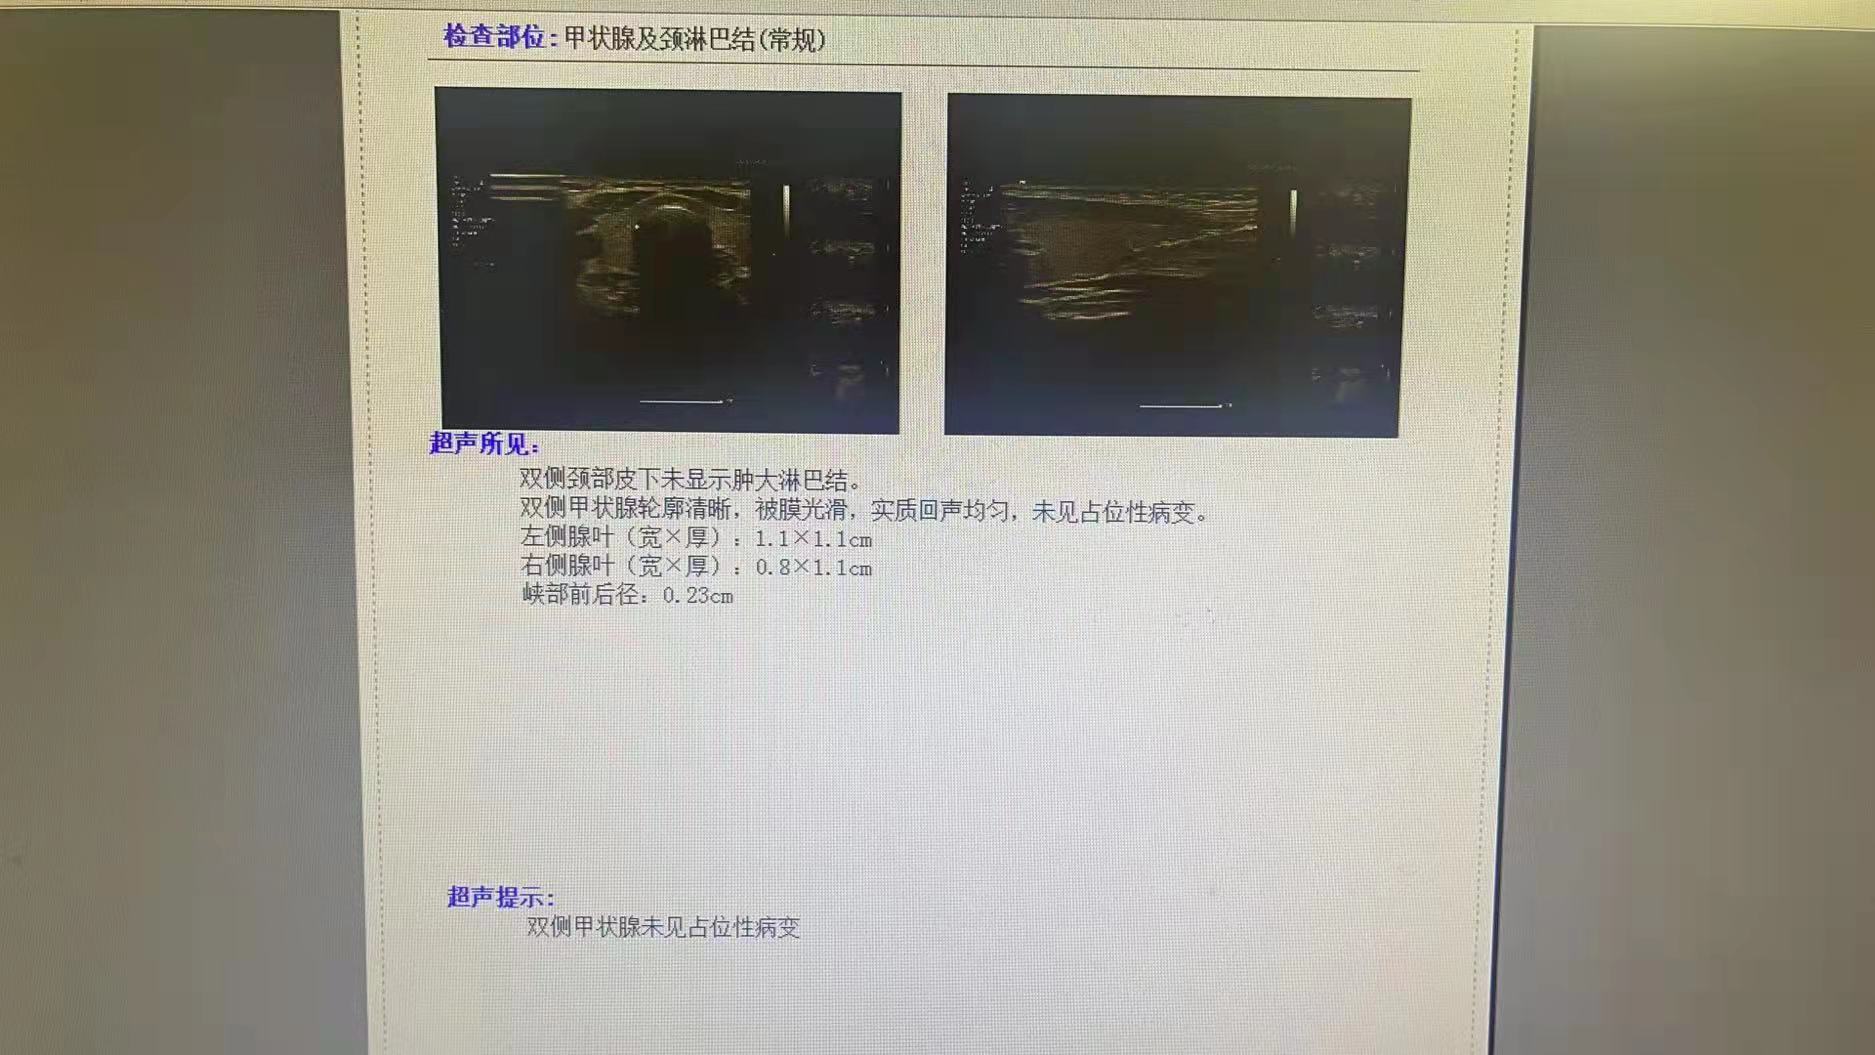 检查部位:甲状腺及颈淋巴结(常规)
超声所见:
双侧颈部皮下未显示肿大淋巴结。
双侧甲状腺轮廓清晰，被膜光滑，实质回声均匀，未见占位性病变。
左侧腺叶（宽×厚）：1.1×1.1cm
右侧腺叶（宽×厚）：0.8×1.1cm
峡部前后径：0.23cm
超声提示:
双侧甲状腺未见占位性病变